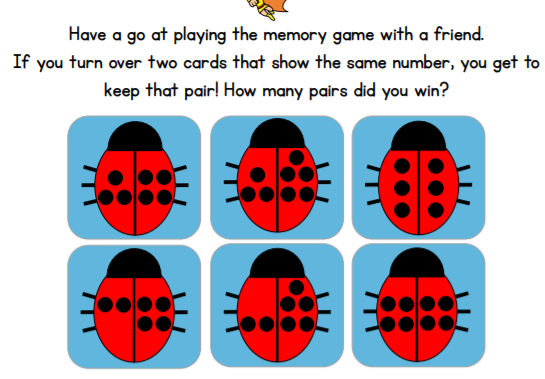 Have a go at playing the memory game with a friend.
If you turn over two cards that show the same number, you get to
keep that pair! How many pairs did you win?